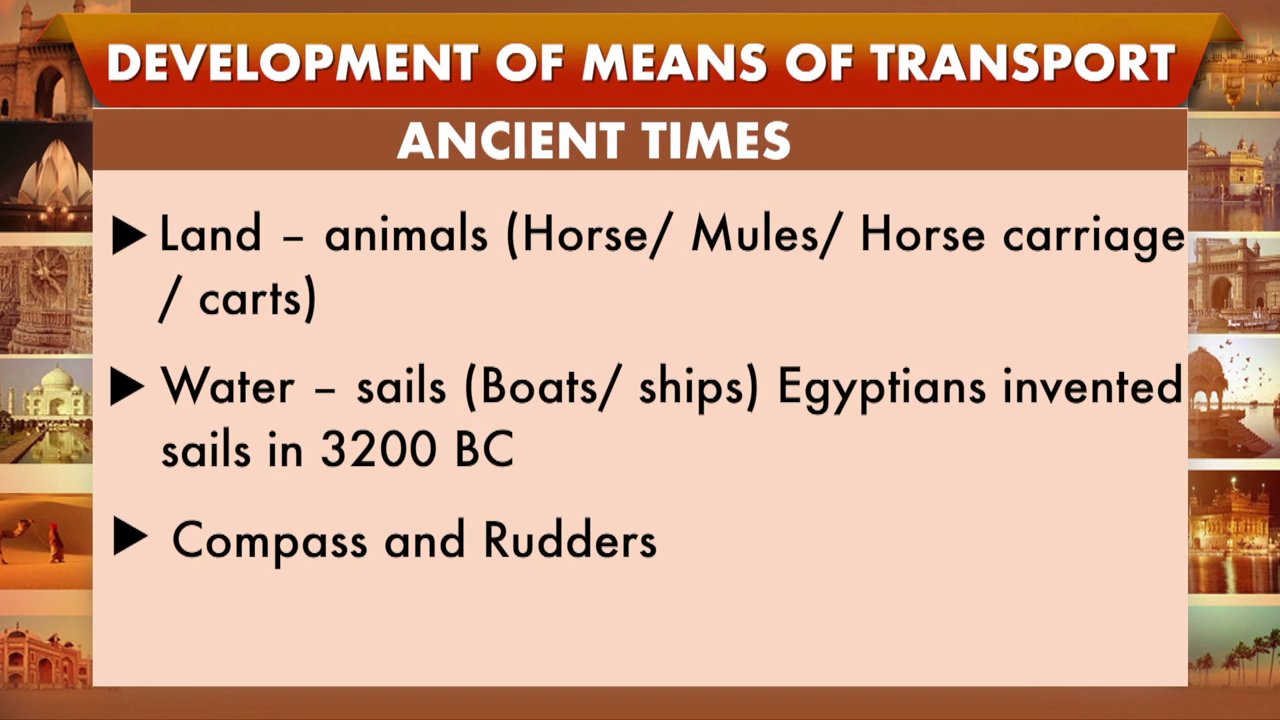 DEVELOPMENT OF MEANS OF TRANSPORT
ANCIENT TIMES
▶ Land – animals (Horse/ Mules/ Horse carriage
/ carts)
▶ Water – sails (Boats/ ships) Egyptians invented
sails in 3200 BC
▶ Compass and Rudders